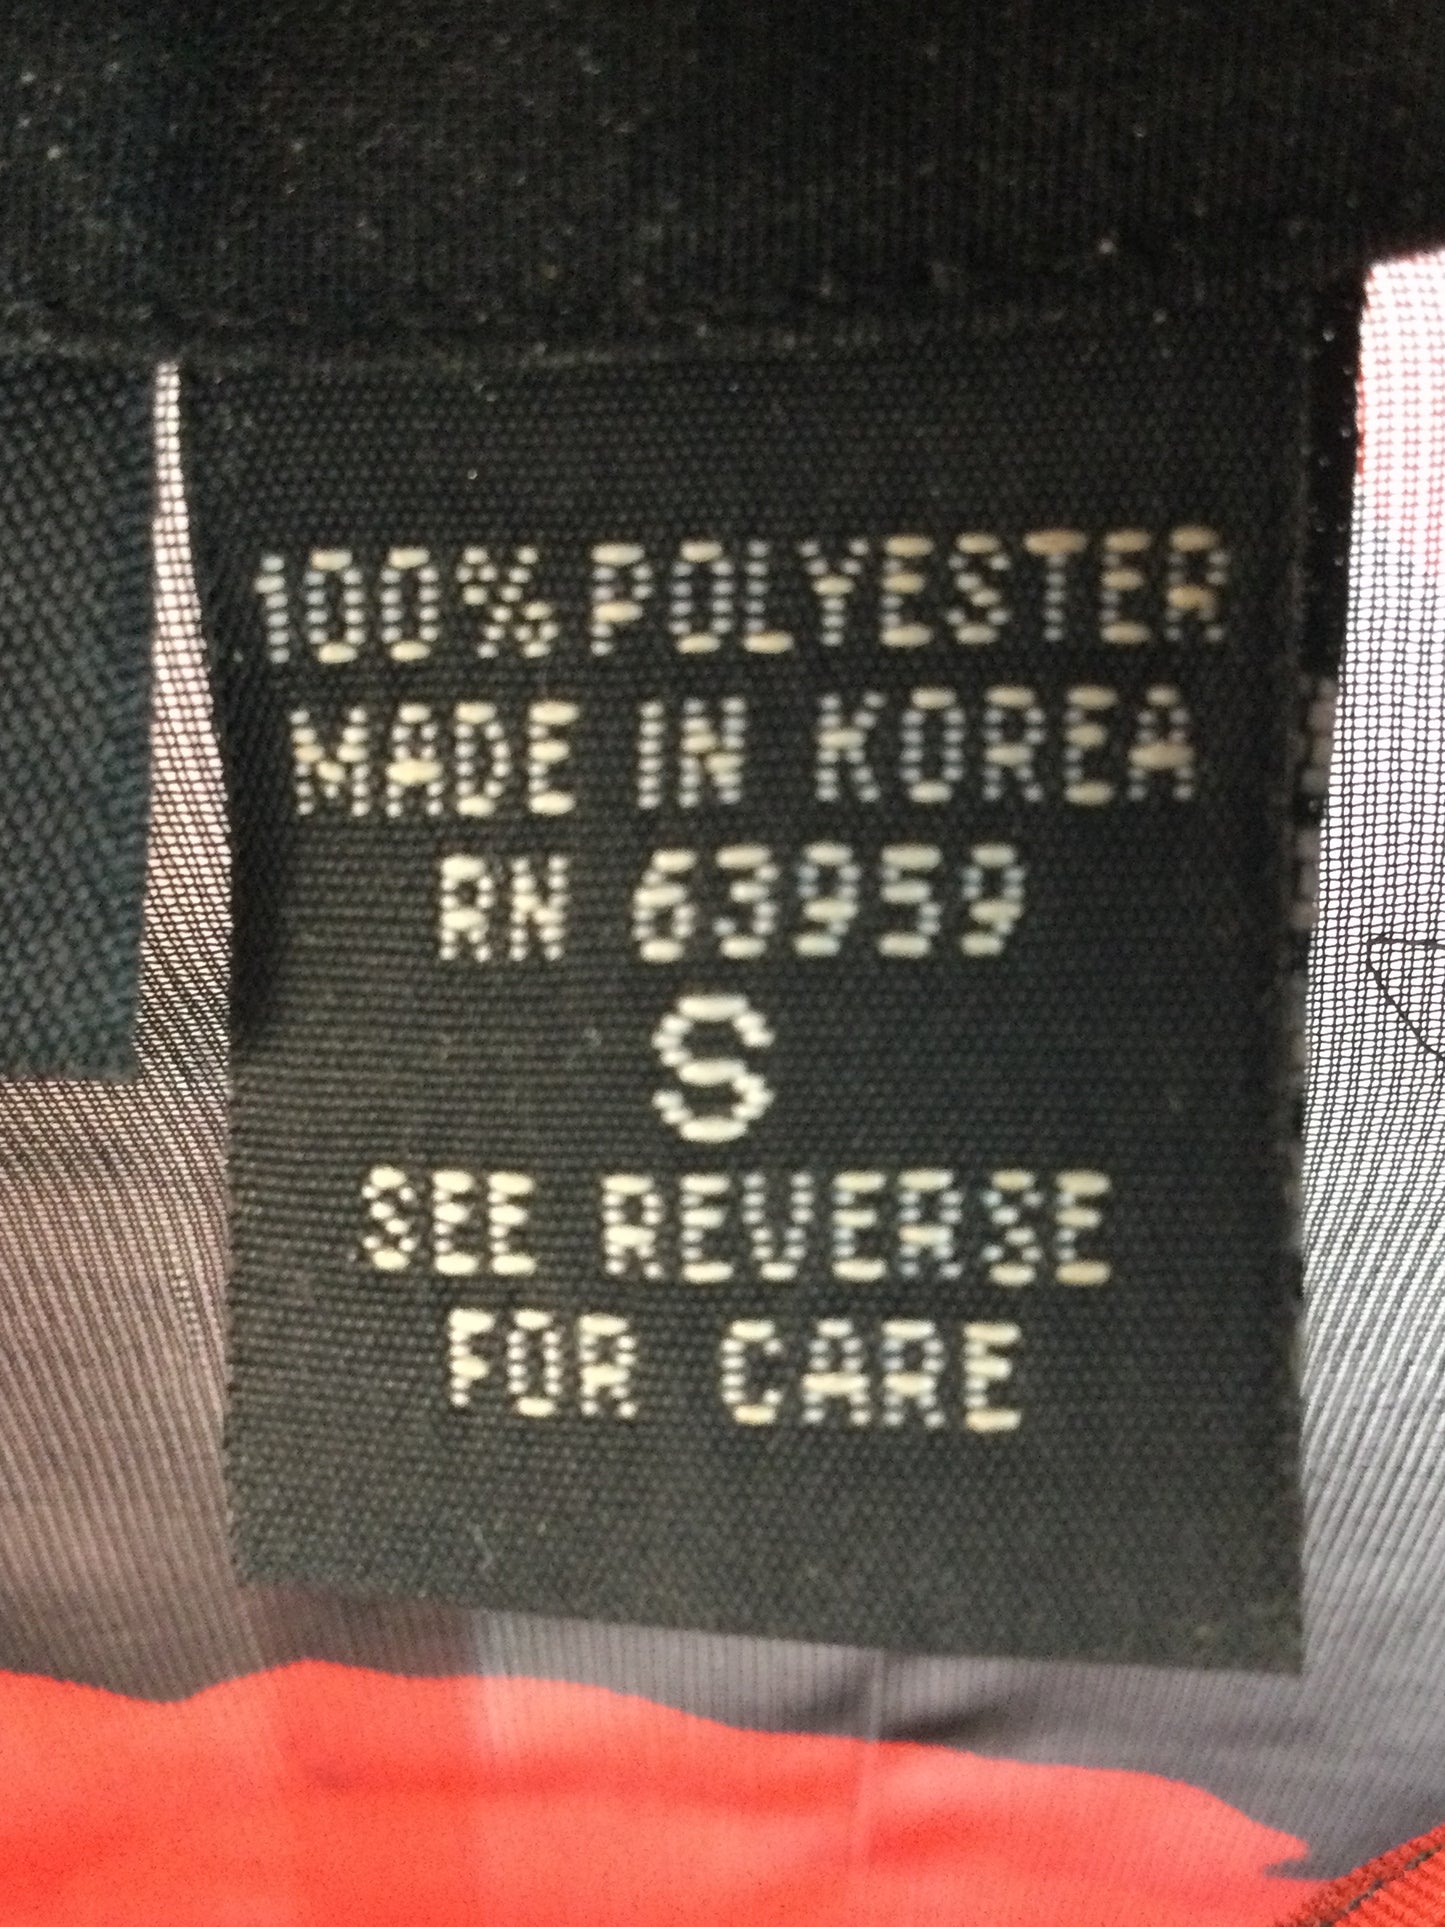 100% POLYESTER
MADE IN KOREA
RN 63959
S
SEE REVERSE
FOR CARE